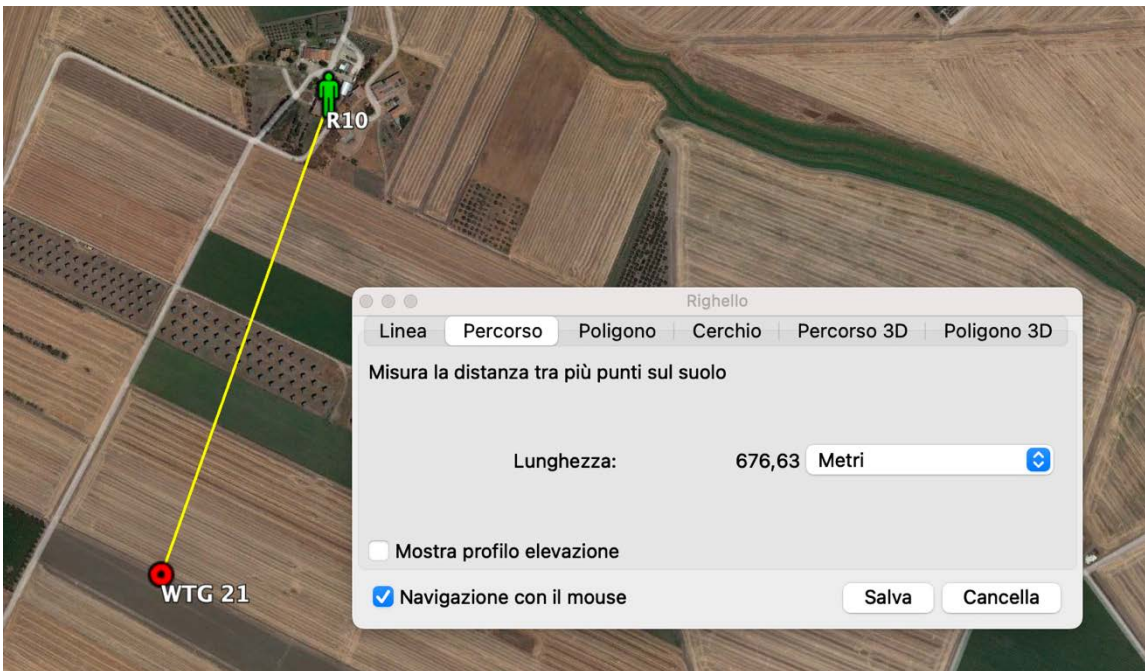 R10
Righello
Linea Percorso Poligono Cerchio Percorso 3D Poligono 3D
Misura la distanza tra più punti sul suolo
Lunghezza: 676,63 Metri
Mostra profilo elevazione
WTG 21
Navigazione con il mouse Salva Cancella